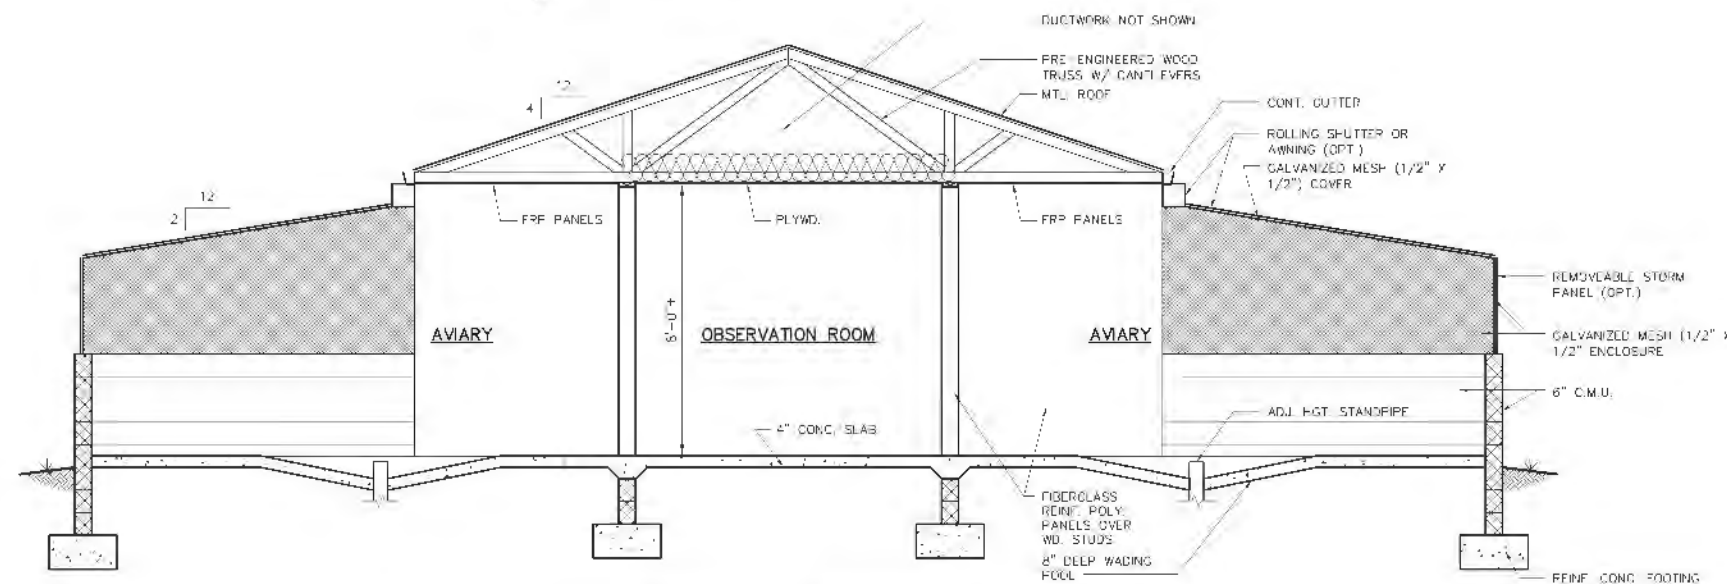 DUCTWORK NOT SHOWN
PRE ENGINEERED WOOD
TRUSS W/ CANTLEVERS
MTL. ROOF
12
4
CONT. GUTTER
ROLLING SHUTTER OR
AWNING (OPT.)
GALVANIZED MESH (1/2" X
1/2") COVER
12
2
FRP PANELS
PLYWD.
FRP PANELS
REMOVEABLE STORM
PANEL (OPT.)
AVIARY
OBSERVATION ROOM
AVIARY
GALVANIZED MESH (1/2" X
1/2" ENCLOSURE
6" C.M.U.
ADJ. HGT STANDPIPE
4" CONC. SLAB
FIBERGLASS
REINF. POLY.
PANELS OVER
WD. STUDS
8" DEEP WADING
POOL
REINF CONC FOOTING